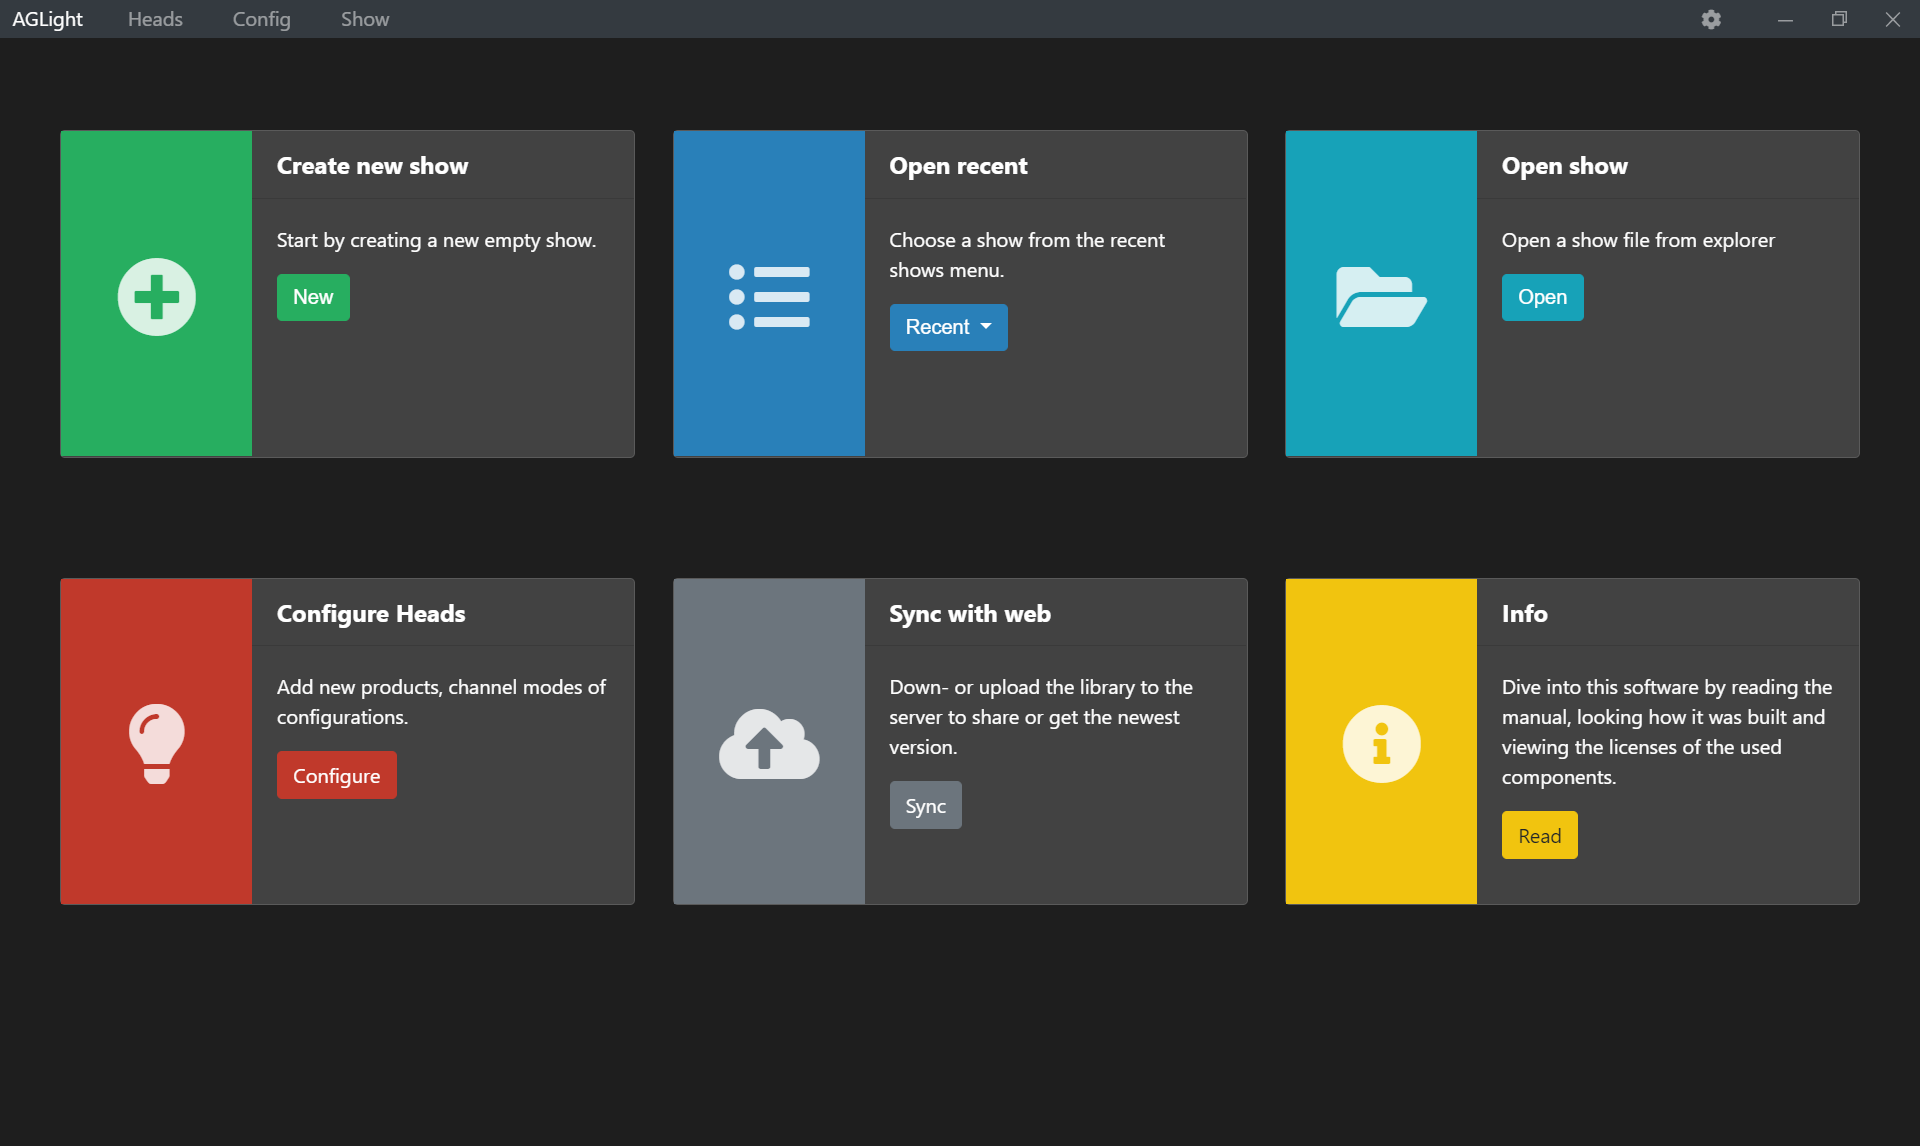 AGLight Heads Config Show
Create new show
Start by creating a new empty show.
New
Open recent
Choose a show from the recent
shows menu.
Recent
Open show
Open a show file from explorer
Open
Configure Heads
Add new products, channel modes of
configurations.
Configure
Sync with web
Down- or upload the library to the
server to share or get the newest
version.
Sync
Info
Dive into this software by reading the
manual, looking how it was built and
viewing the licenses of the used
components.
Read